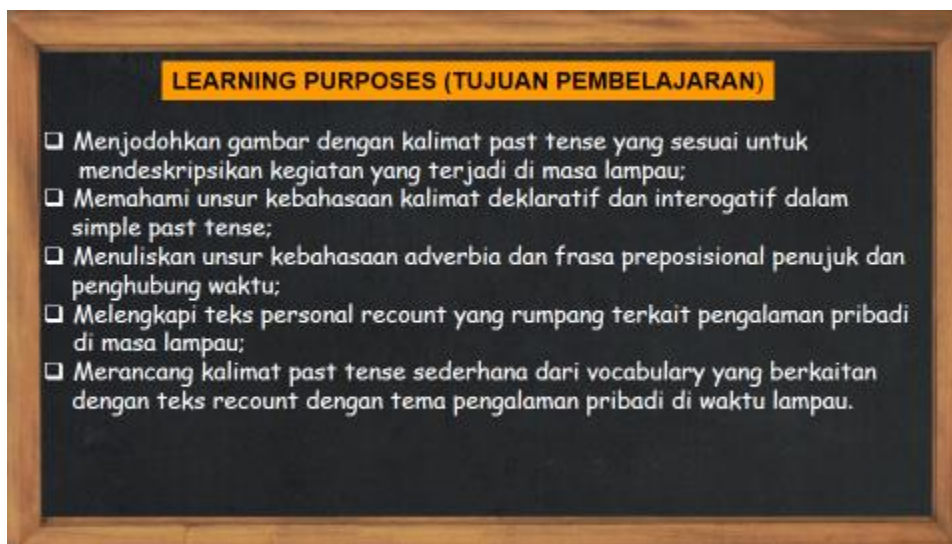 LEARNING PURPOSES (TUJUAN PEMBELAJARAN)
❑ Menjodohkan gambar dengan kalimat past tense yang sesuai untuk
mendeskripsikan kegiatan yang terjadi di masa lampau;
❑ Memahami unsur kebahasaan kalimat deklaratif dan interogatif dalam
simple past tense;
❑ Menuliskan unsur kebahasaan adverbia dan frasa preposisional penujuk dan
penghubung waktu;
❑ Melengkapi teks personal recount yang rumpang terkait pengalaman pribadi
di masa lampau;
❑ Merancang kalimat past tense sederhana dari vocabulary yang berkaitan
dengan teks recount dengan tema pengalaman pribadi di waktu lampau.